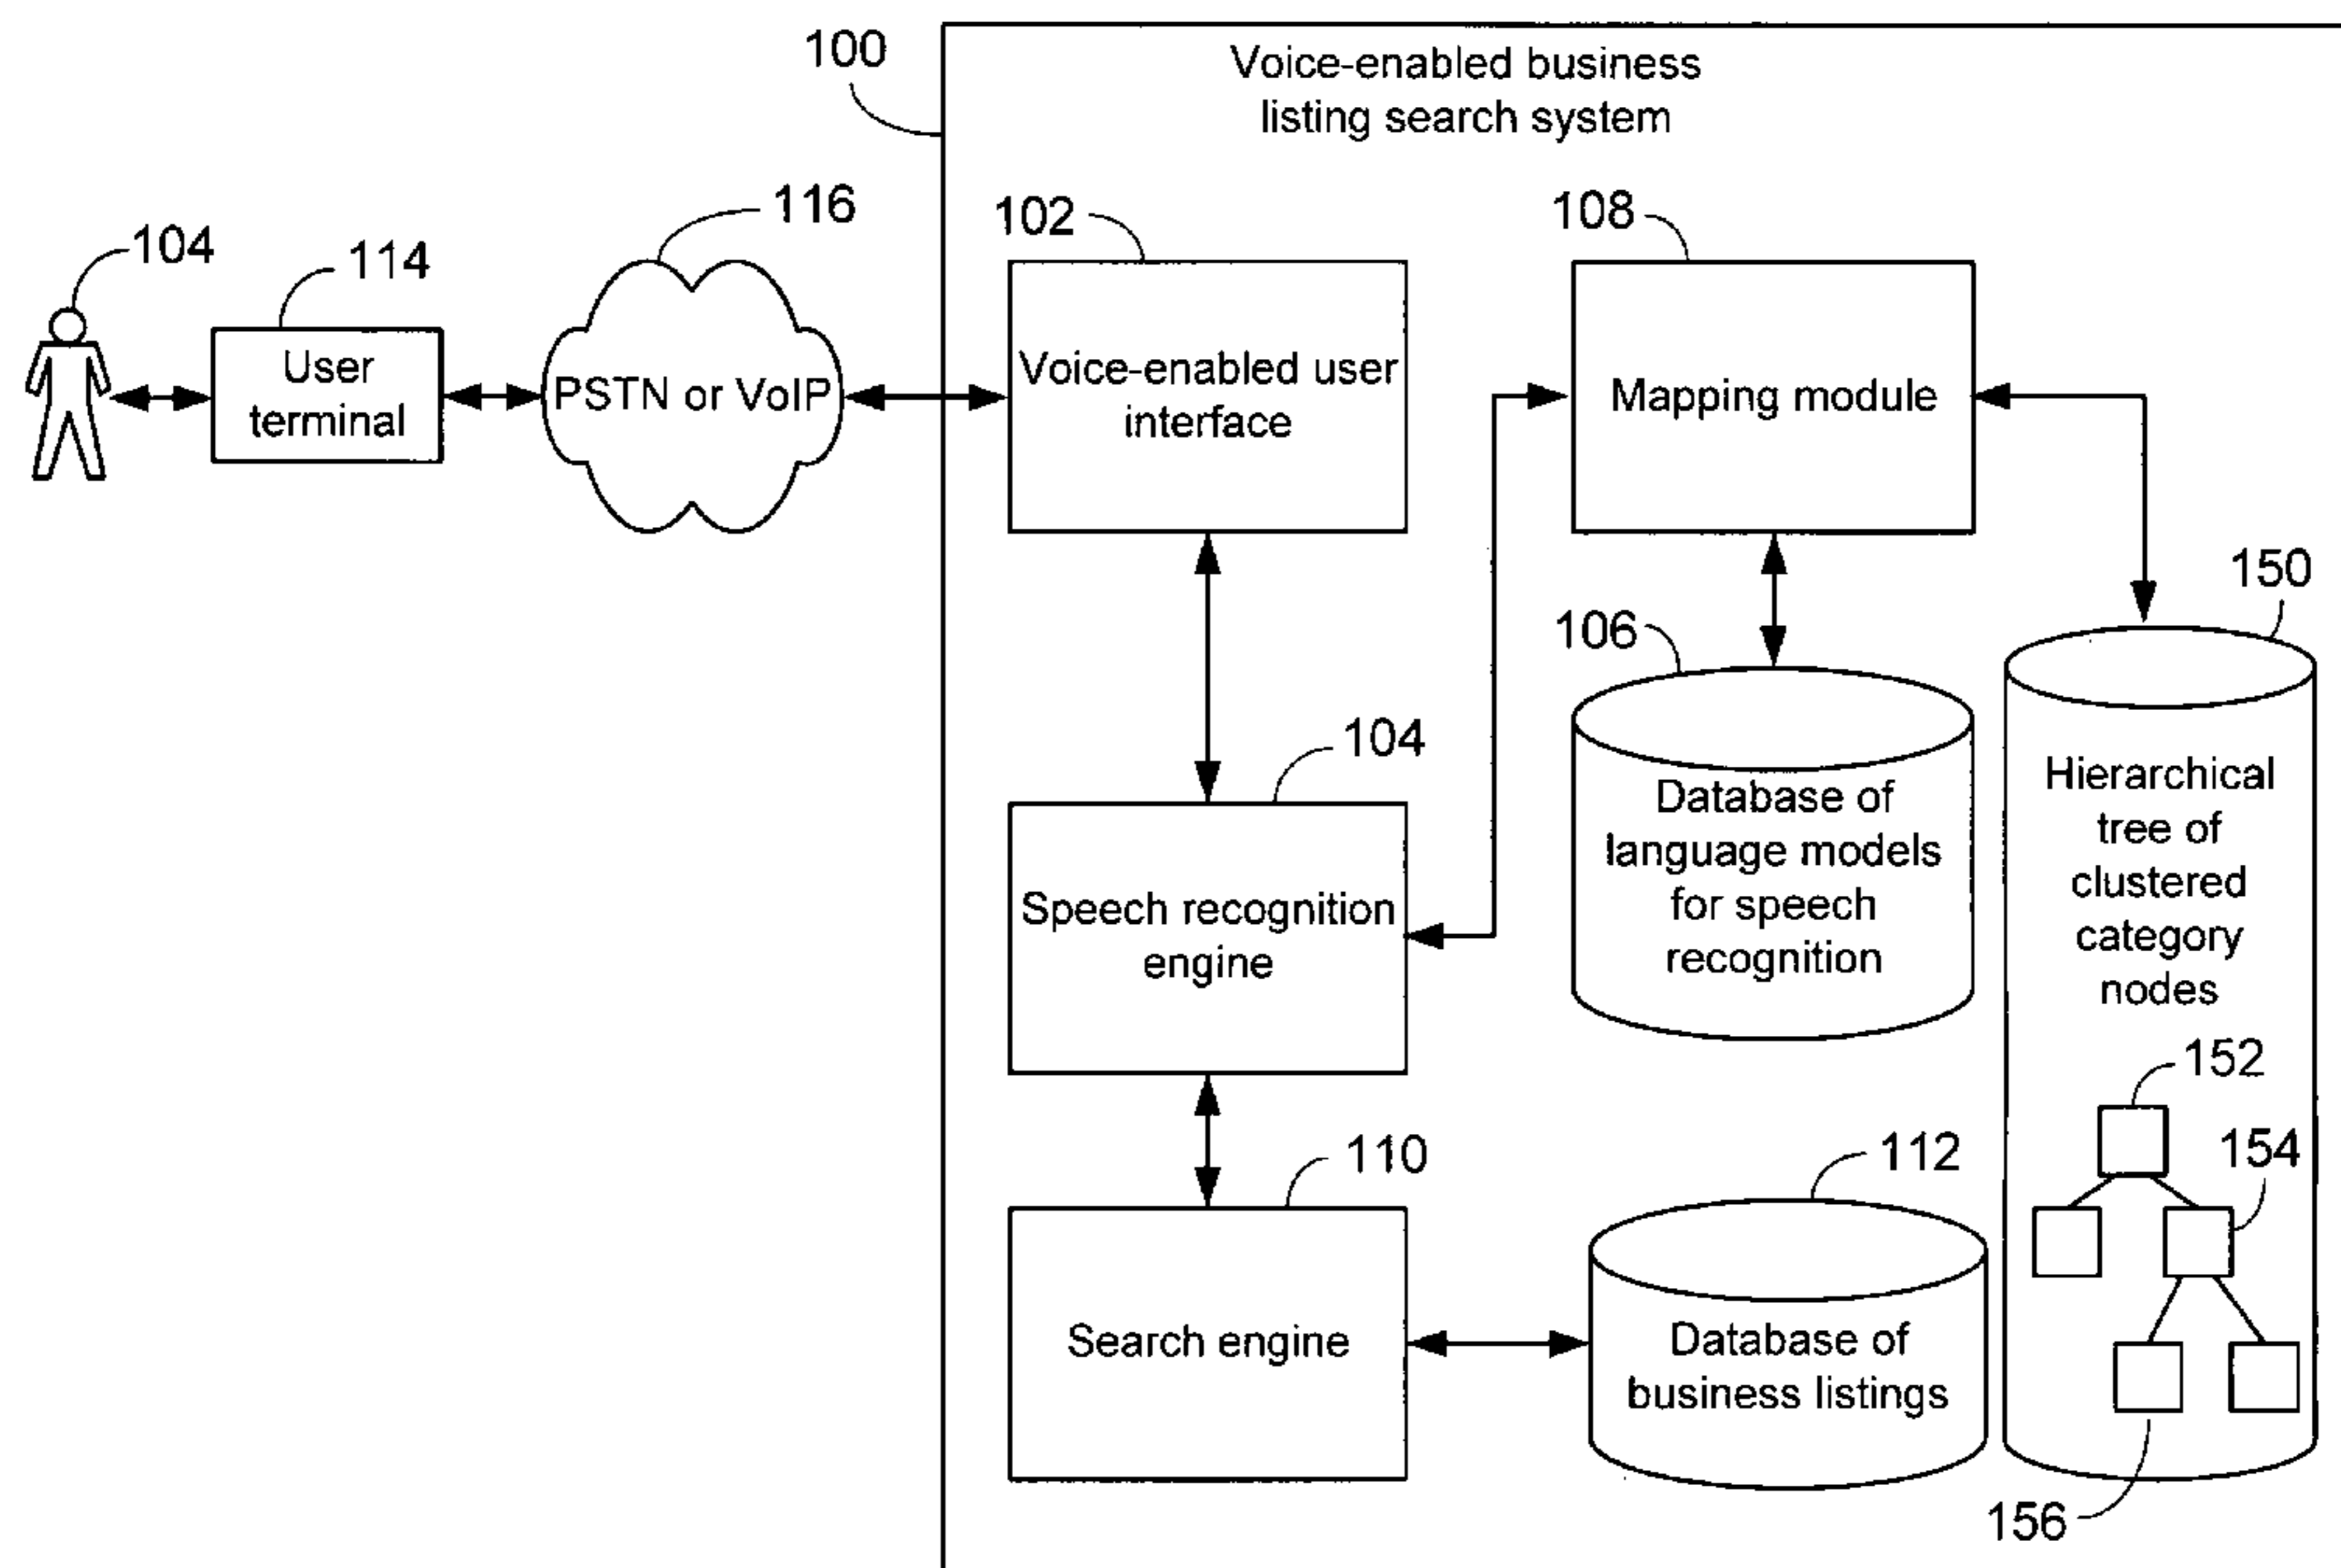 100
Voice-enabled business
listing search system
104
114
116
102
108
User
terminal
PSTN or VoIP
Voice-enabled user
interface
Mapping module
150
106
104
Database of
language models
for speech
recognition
Hierarchical
tree of
clustered
category
nodes
Speech recognition
engine
152
154
110
112
Search engine
Database of
business listings
156